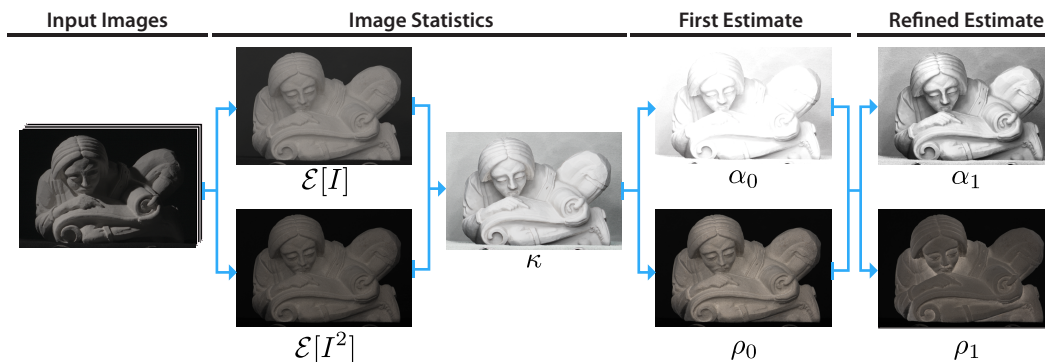 Input Images
Image Statistics
First Estimate
Refined Estimate
ℰ[I]
α₀
α₁
κ
ℰ[I²]
ρ₀
ρ₁